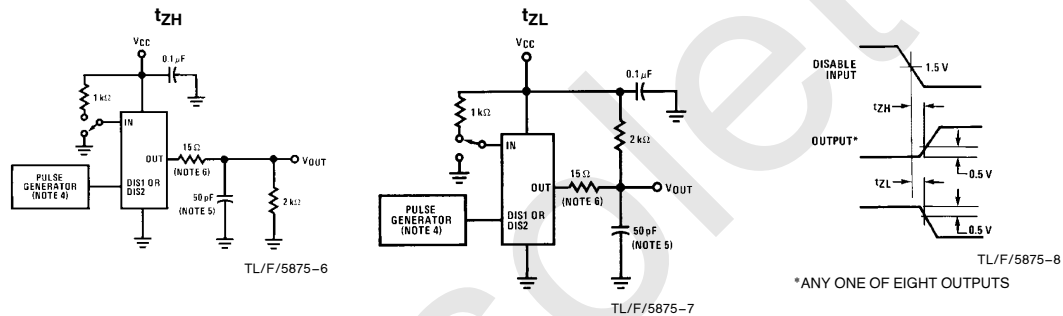 tZH
VCC
0.1 µF
1 kΩ
IN
OUT
15Ω
(NOTE 6)
VOUT
PULSE
GENERATOR
(NOTE 4)
DIS1 OR
DIS2
50 pF
(NOTE 5)
2 kΩ
TL/F/5875–6
tZL
VCC
0.1 µF
1 kΩ
2 kΩ
IN
OUT
15Ω
(NOTE 6)
VOUT
PULSE
GENERATOR
(NOTE 4)
DIS1 OR
DIS2
50 pF
(NOTE 5)
TL/F/5875–7
DISABLE
INPUT
1.5 V
tZH
OUTPUT*
0.5 V
tZL
0.5 V
TL/F/5875–8
*ANY ONE OF EIGHT OUTPUTS